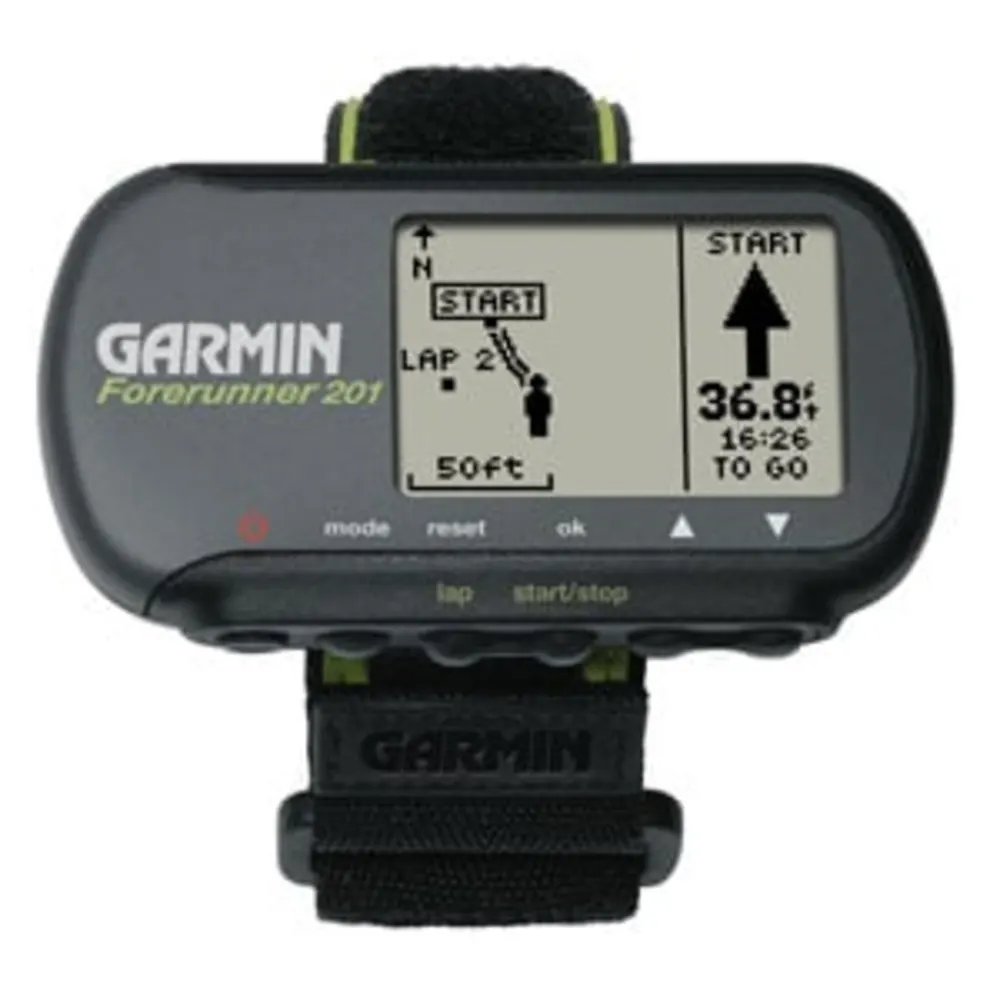 GARMIN
Forerunner 201
N
START
LAP 2
50ft
START
36.8ft
16:26
TO GO
mode reset ok
lap start/stop
GARMIN